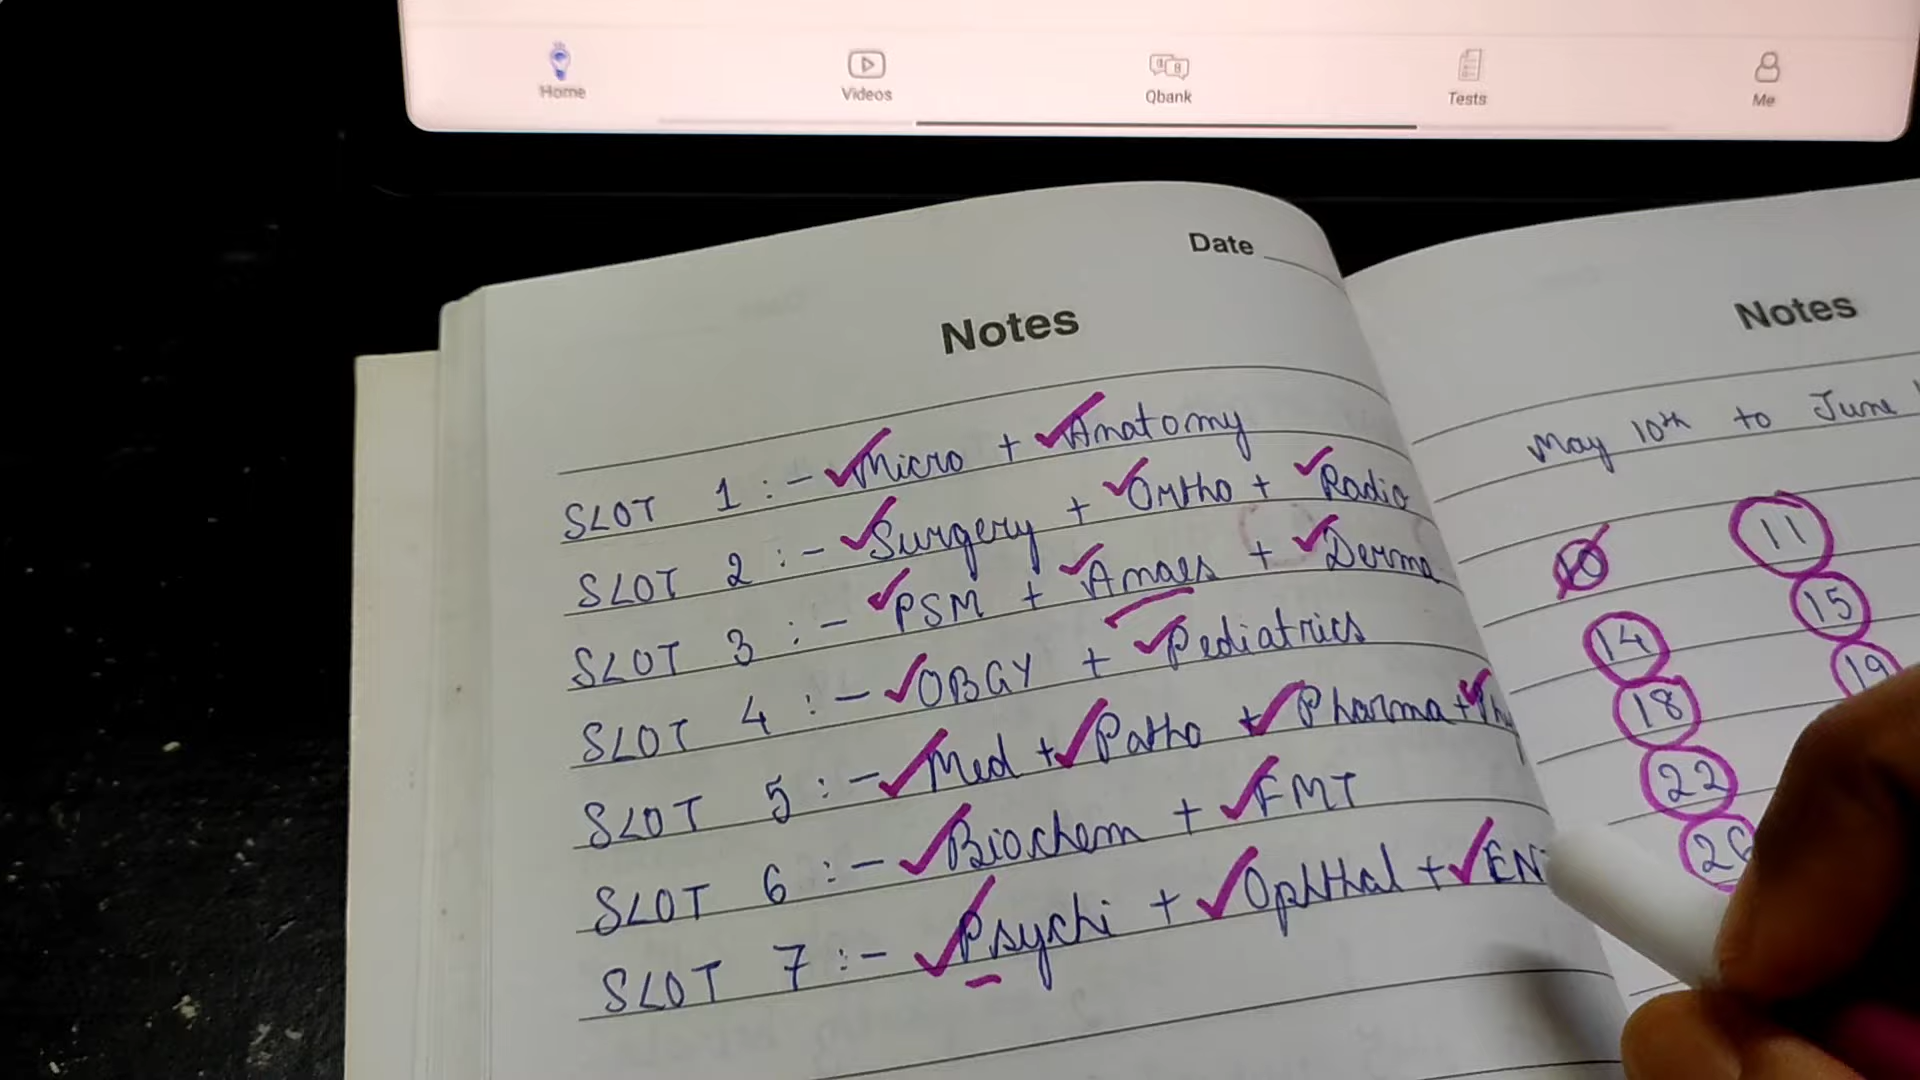 Home Videos Qbank Tests Me
Date
Notes
SLOT 1 :- Micro + Anatomy
SLOT 2 :- Surgery + Ortho + Radio
SLOT 3 :- PSM + Anaes + Derma
SLOT 4 :- OBGY + Pediatrics
SLOT 5 :- Med + Patho + Pharma +
SLOT 6 :- Biochem + FMT
SLOT 7 :- Psychi + Ophthal + EN
Notes
May 10th to June
10 11
14 15
18 19
22
26